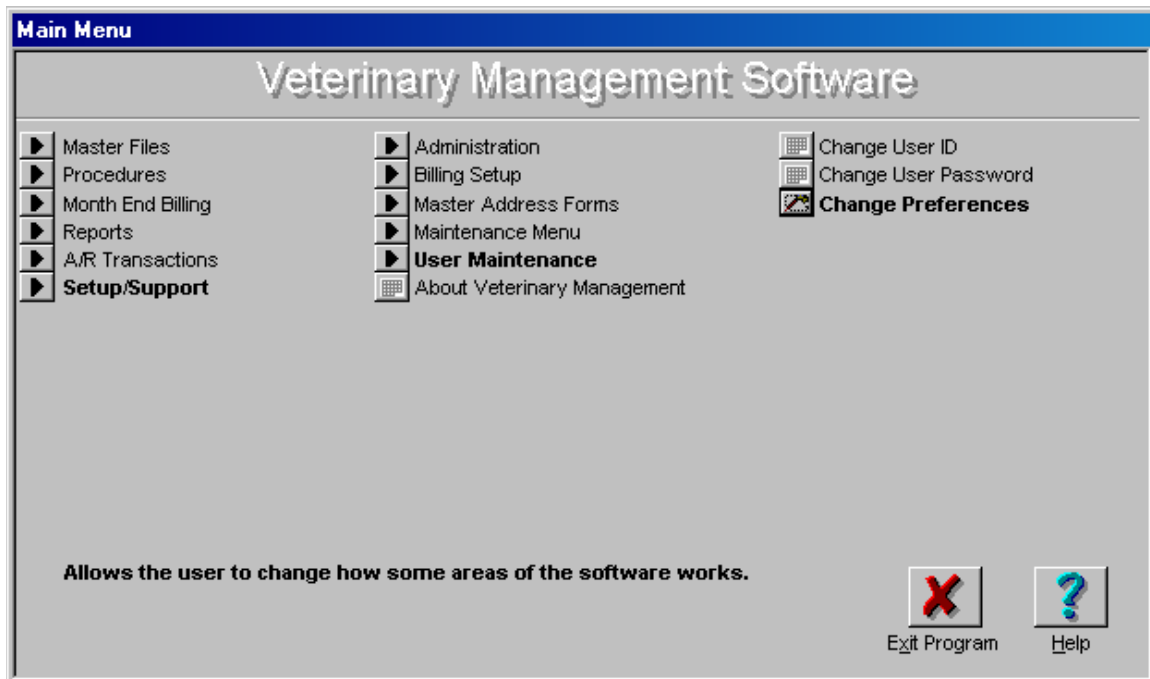 Main Menu
Veterinary Management Software
Master Files
Procedures
Month End Billing
Reports
A/R Transactions
Setup/Support
Administration
Billing Setup
Master Address Forms
Maintenance Menu
User Maintenance
About Veterinary Management
Change User ID
Change User Password
Change Preferences
Allows the user to change how some areas of the software works.
Exit Program
Help